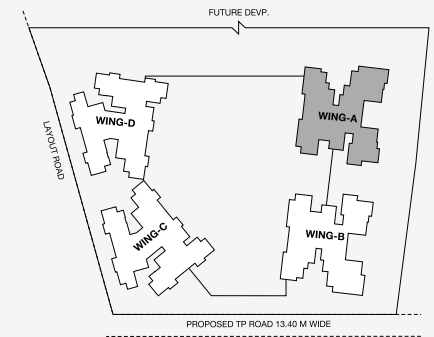 FUTURE DEVP.
WING-A
WING-D
LAYOUT ROAD
WING-C
WING-B
PROPOSED TP ROAD 13.40 M WIDE